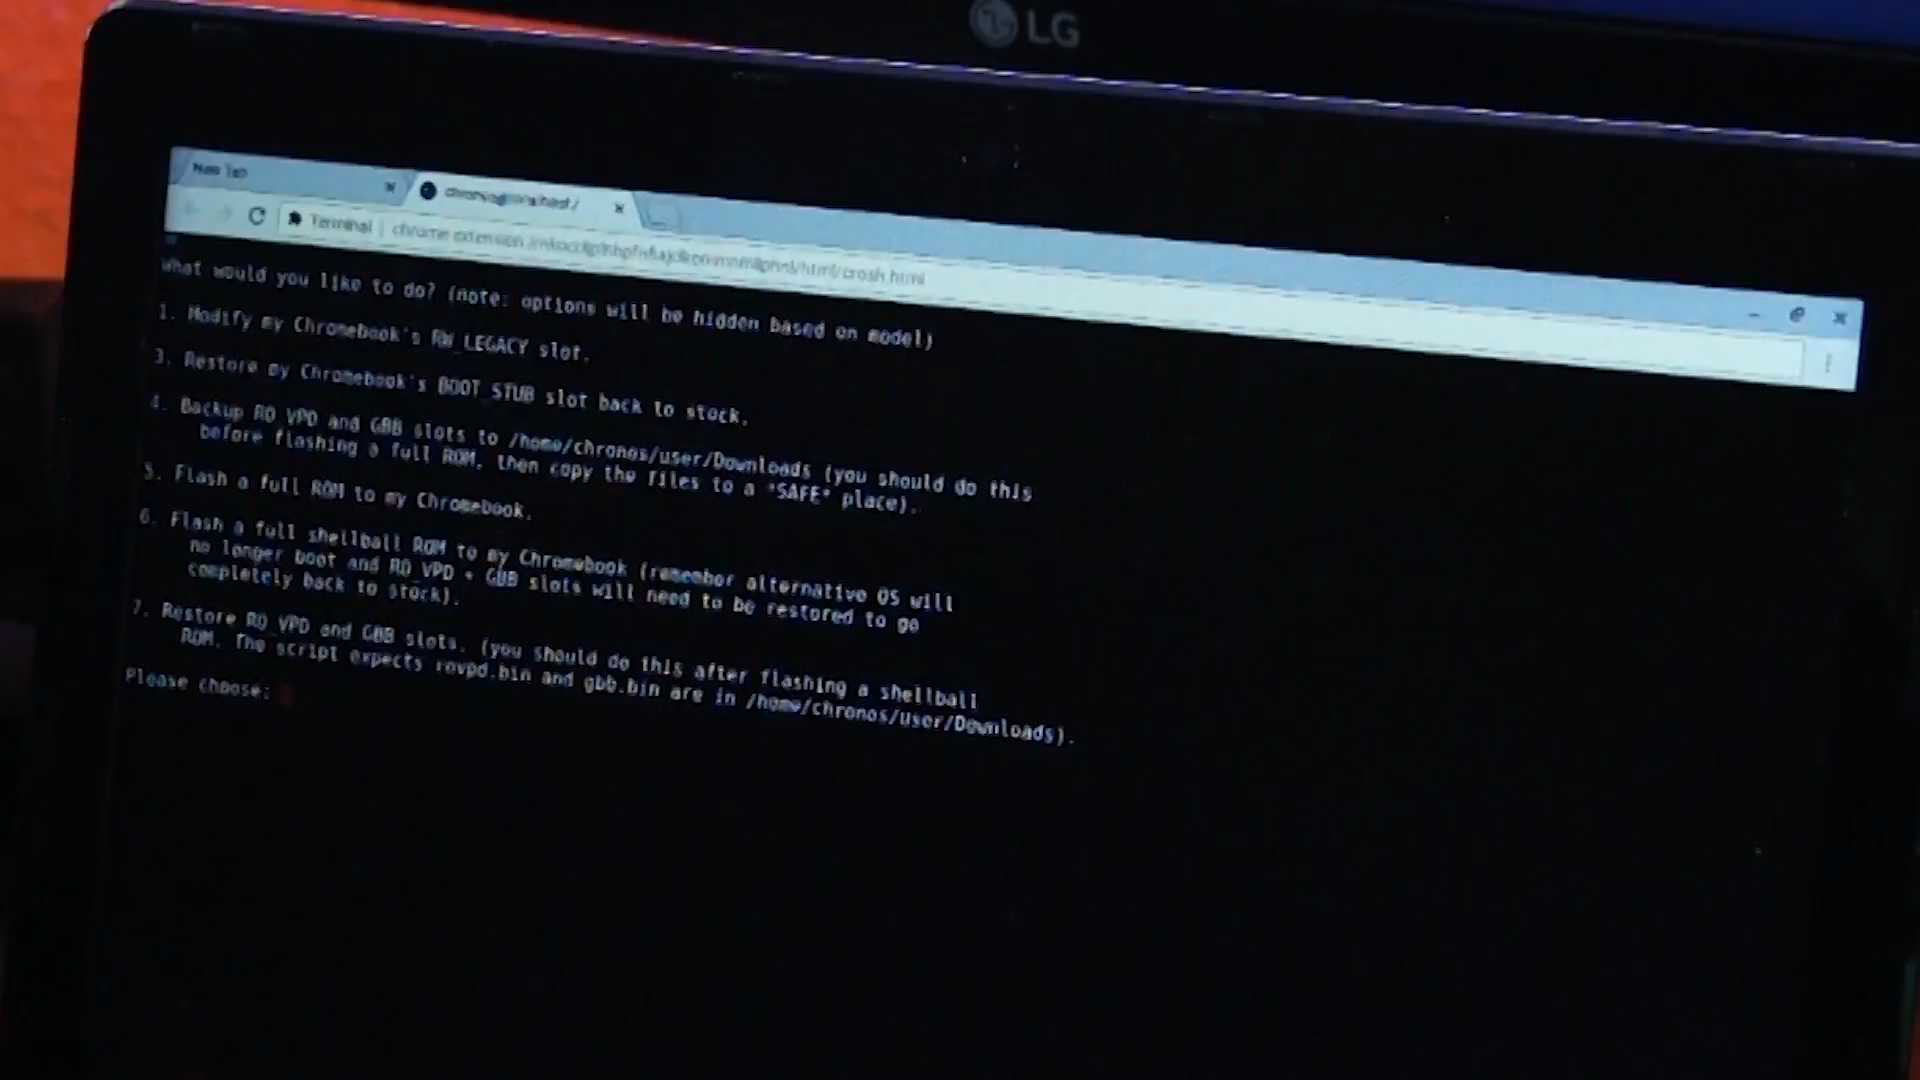 LG
New Tab
Terminal
What would you like to do? (note: options will be hidden based on model)
1. Modify my Chromebook's RW_LEGACY slot.
3. Restore my Chromebook's BOOT_STUB slot back to stock.
4. Backup RO_VPD and GBB slots to /home/chronos/user/Downloads (you should do this
before flashing a full ROM, then copy the files to a *SAFE* place).
5. Flash a full ROM to my Chromebook.
6. Flash a full shellball ROM to my Chromebook (remember alternative OS will
no longer boot and RO_VPD + GBB slots will need to be restored to go
completely back to stock).
7. Restore RO_VPD and GBB slots. (you should do this after flashing a shellball
ROM. The script expects rovpd.bin and gbb.bin are in /home/chronos/user/Downloads).
Please choose: